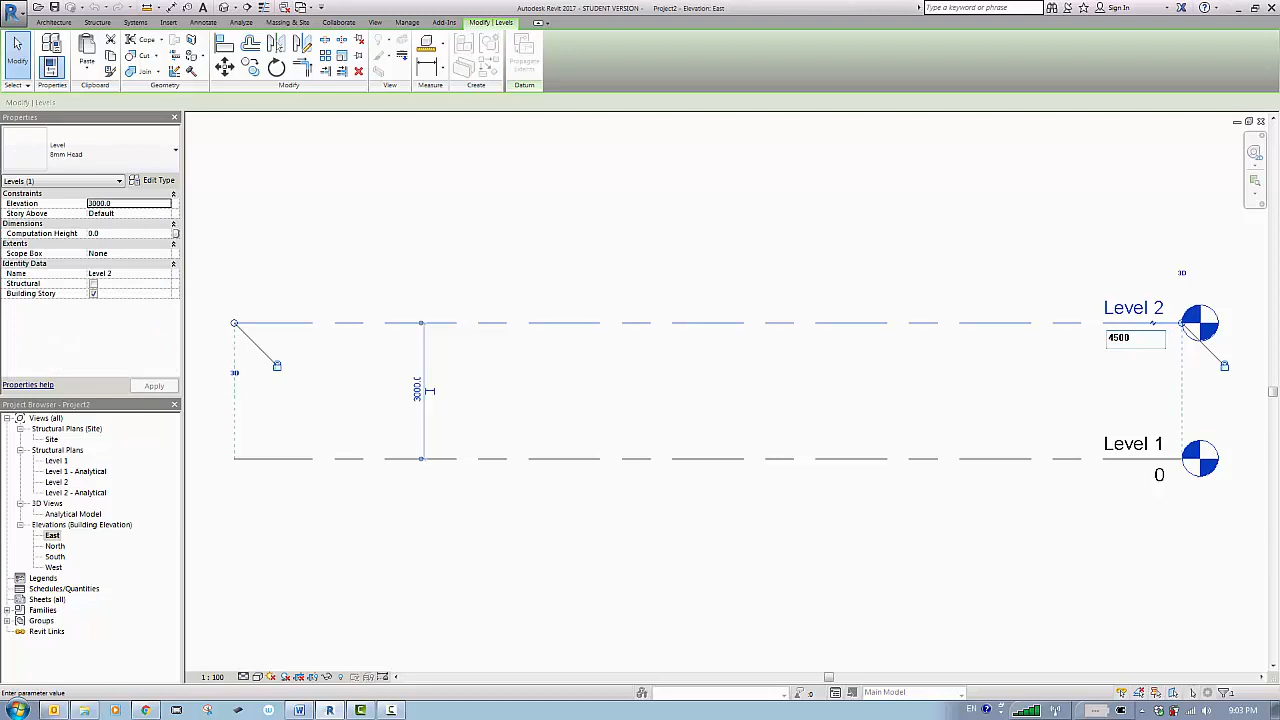 Autodesk Revit 2017 - STUDENT VERSION - Project2 - Elevation: East
Type a keyword or phrase
Sign In
Architecture Structure Systems Insert Annotate Analyze Massing & Site Collaborate View Manage Add-Ins Modify | Levels
Modify
Paste
Cope
Cut
Join
Propagate
Extents
Select Properties Clipboard Geometry Modify View Measure Create Datum
Modify | Levels
Properties
Level
8mm Head
Levels (1)
Edit Type
Constraints
Elevation 3000.0
Story Above Default
Dimensions
Computation Height 0.0
Extents
Scope Box None
Identity Data
Name Level 2
Structural
Building Story
Properties help
Apply
Project Browser - Project2
Views (all)
Structural Plans (Site)
Site
Structural Plans
Level 1
Level 1 - Analytical
Level 2
Level 2 - Analytical
3D Views
Analytical Model
Elevations (Building Elevation)
East
North
South
West
Legends
Schedules/Quantities
Sheets (all)
Families
Groups
Revit Links
3D
Level 2
4500
3D
3000.0
Level 1
0
1 : 100
Enter parameter value
:0
Main Model
:1
EN
9:03 PM